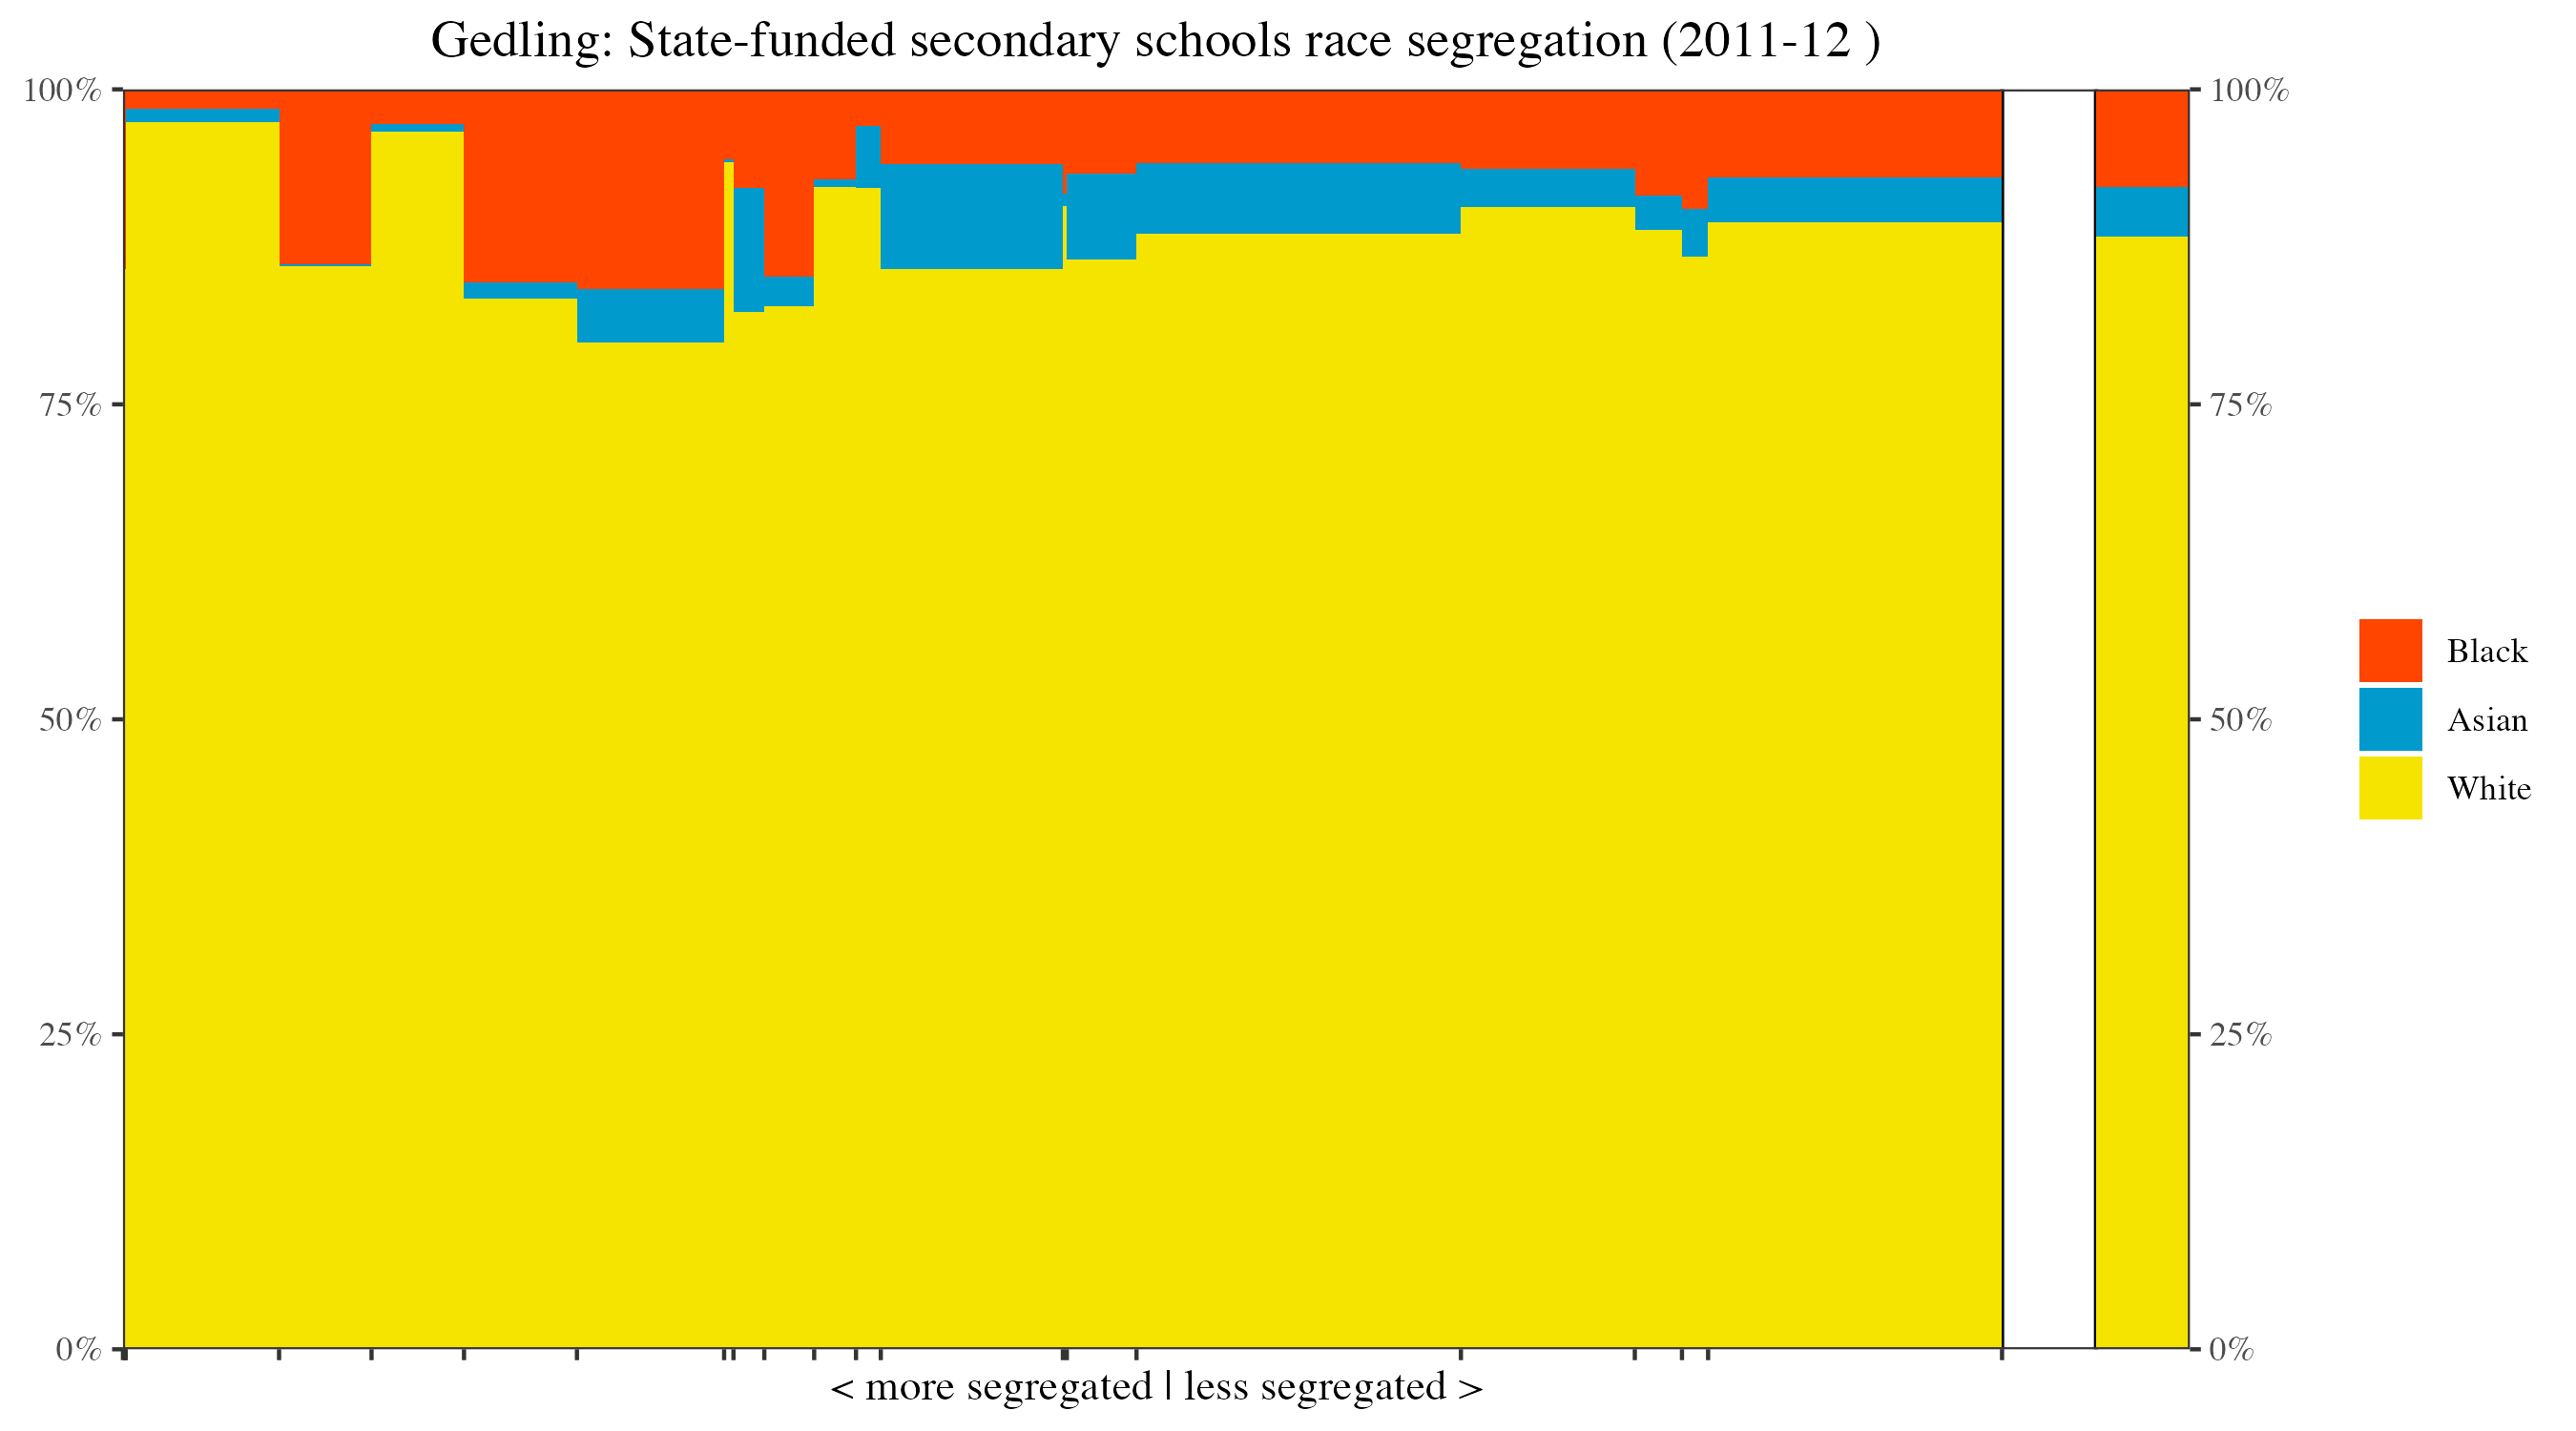 Gedling: State-funded secondary schools race segregation (2011-12 )
100%
75%
50%
25%
0%
100%
75%
50%
25%
0%
< more segregated | less segregated >
Black
Asian
White